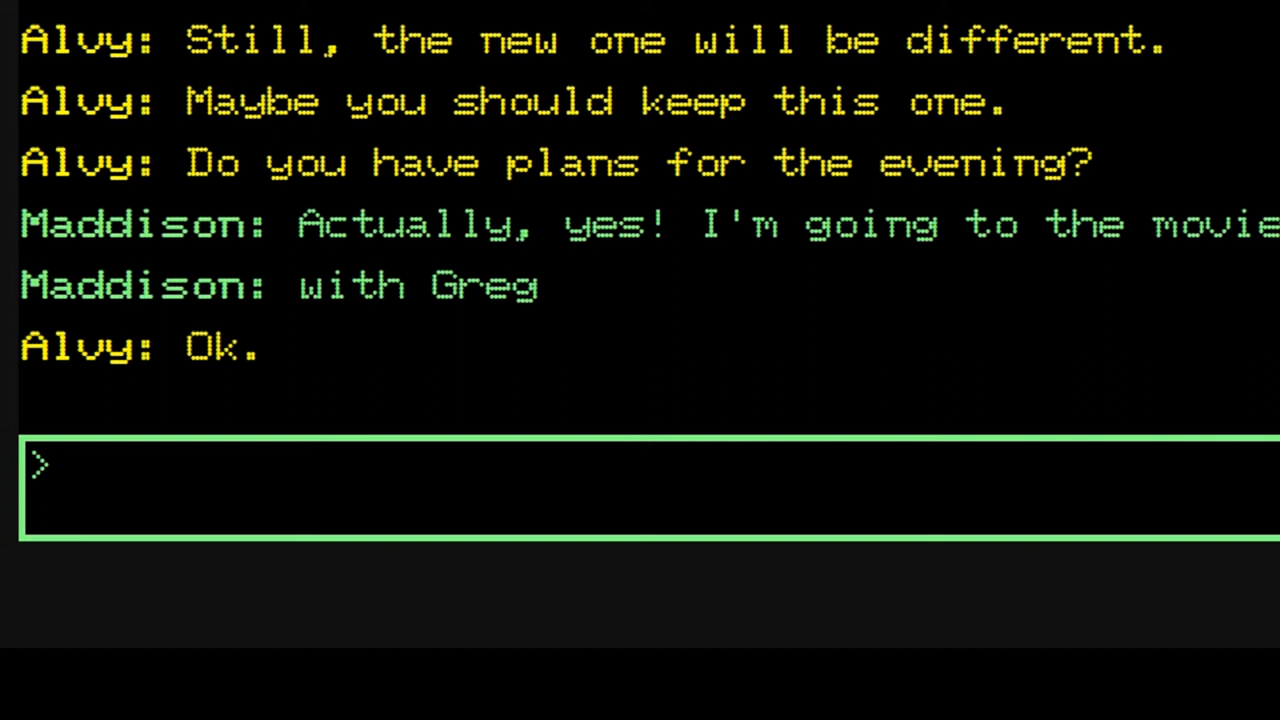 Alvy: Still, the new one will be different.
Alvy: Maybe you should keep this one.
Alvy: Do you have plans for the evening?
Maddison: Actually, yes! I'm going to the movie
Maddison: with Greg
Alvy: Ok.
>